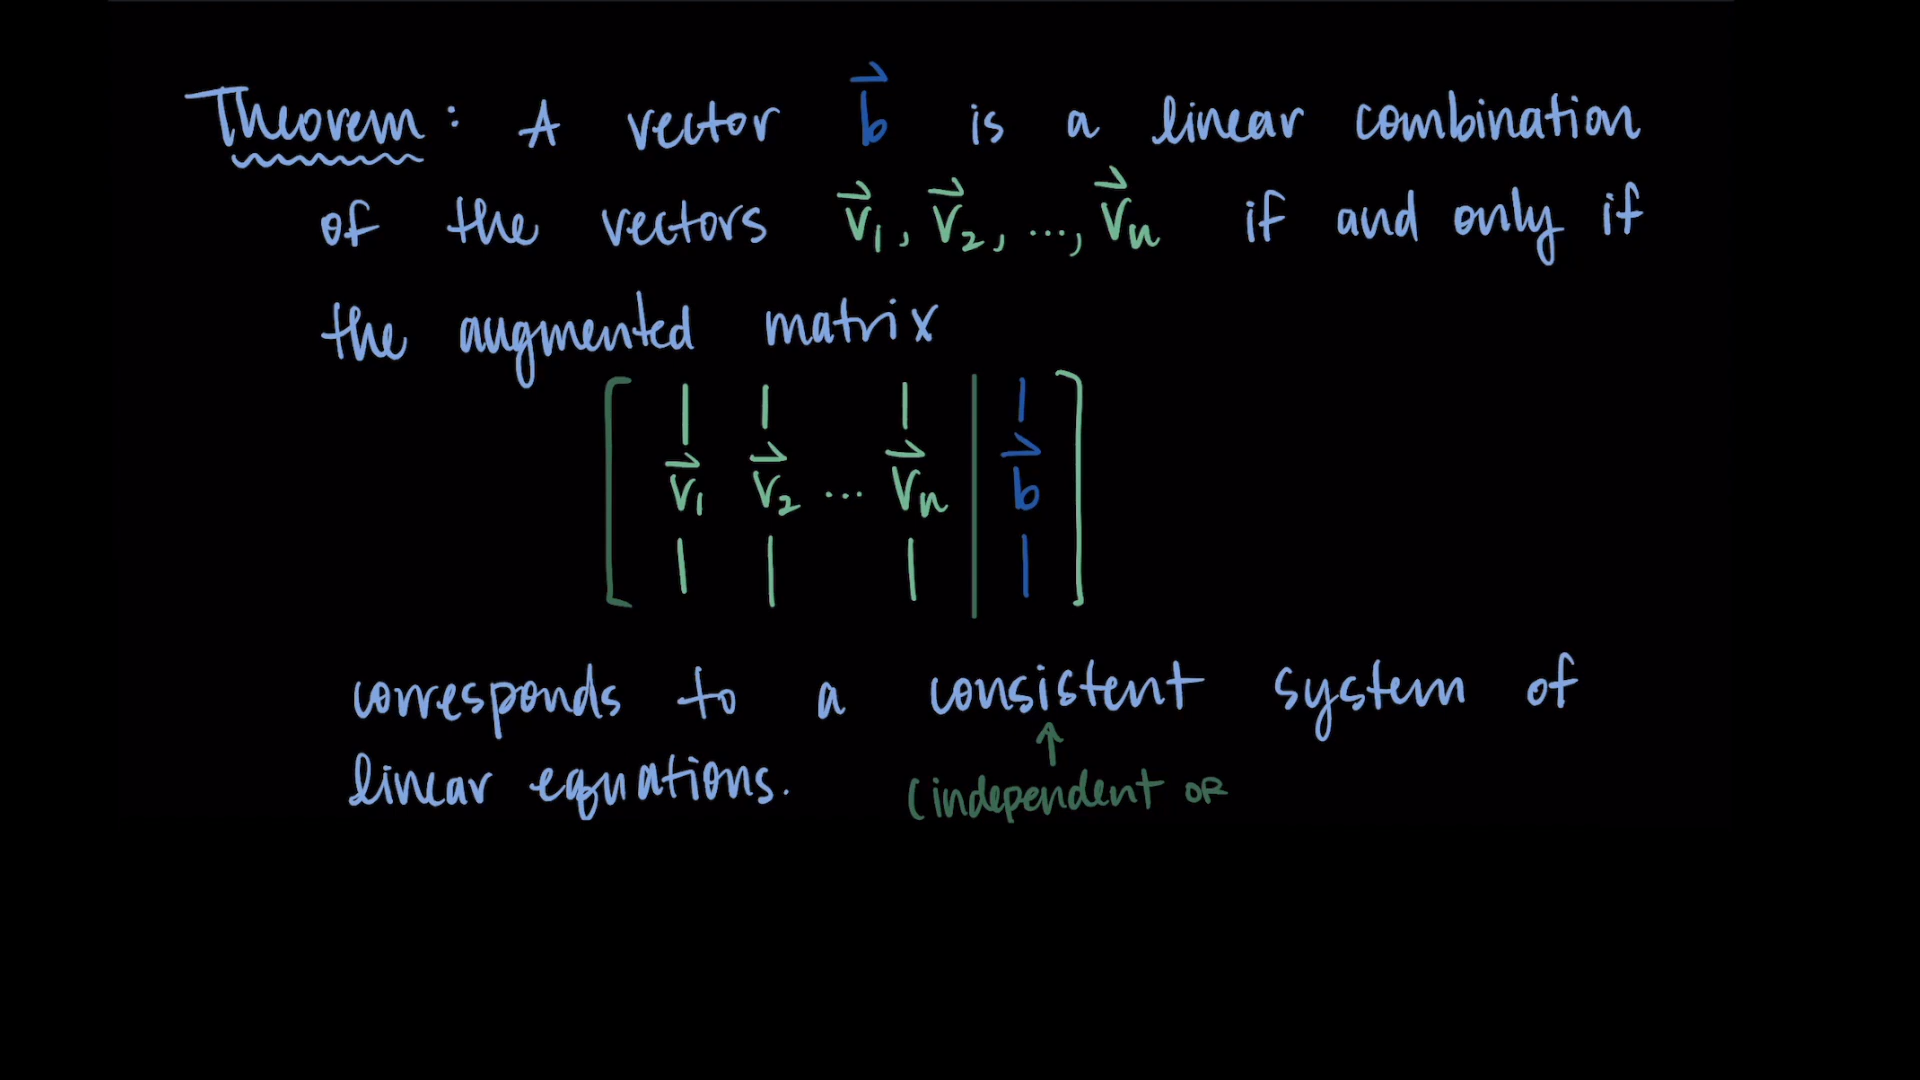 Theorem: A vector b⃗ is a linear combination
of the vectors v⃗₁, v⃗₂, ..., v⃗ₙ if and only if
the augmented matrix
[ v⃗₁ v⃗₂ ... v⃗ₙ | b⃗ ]
corresponds to a consistent system of
linear equations. (independent OR